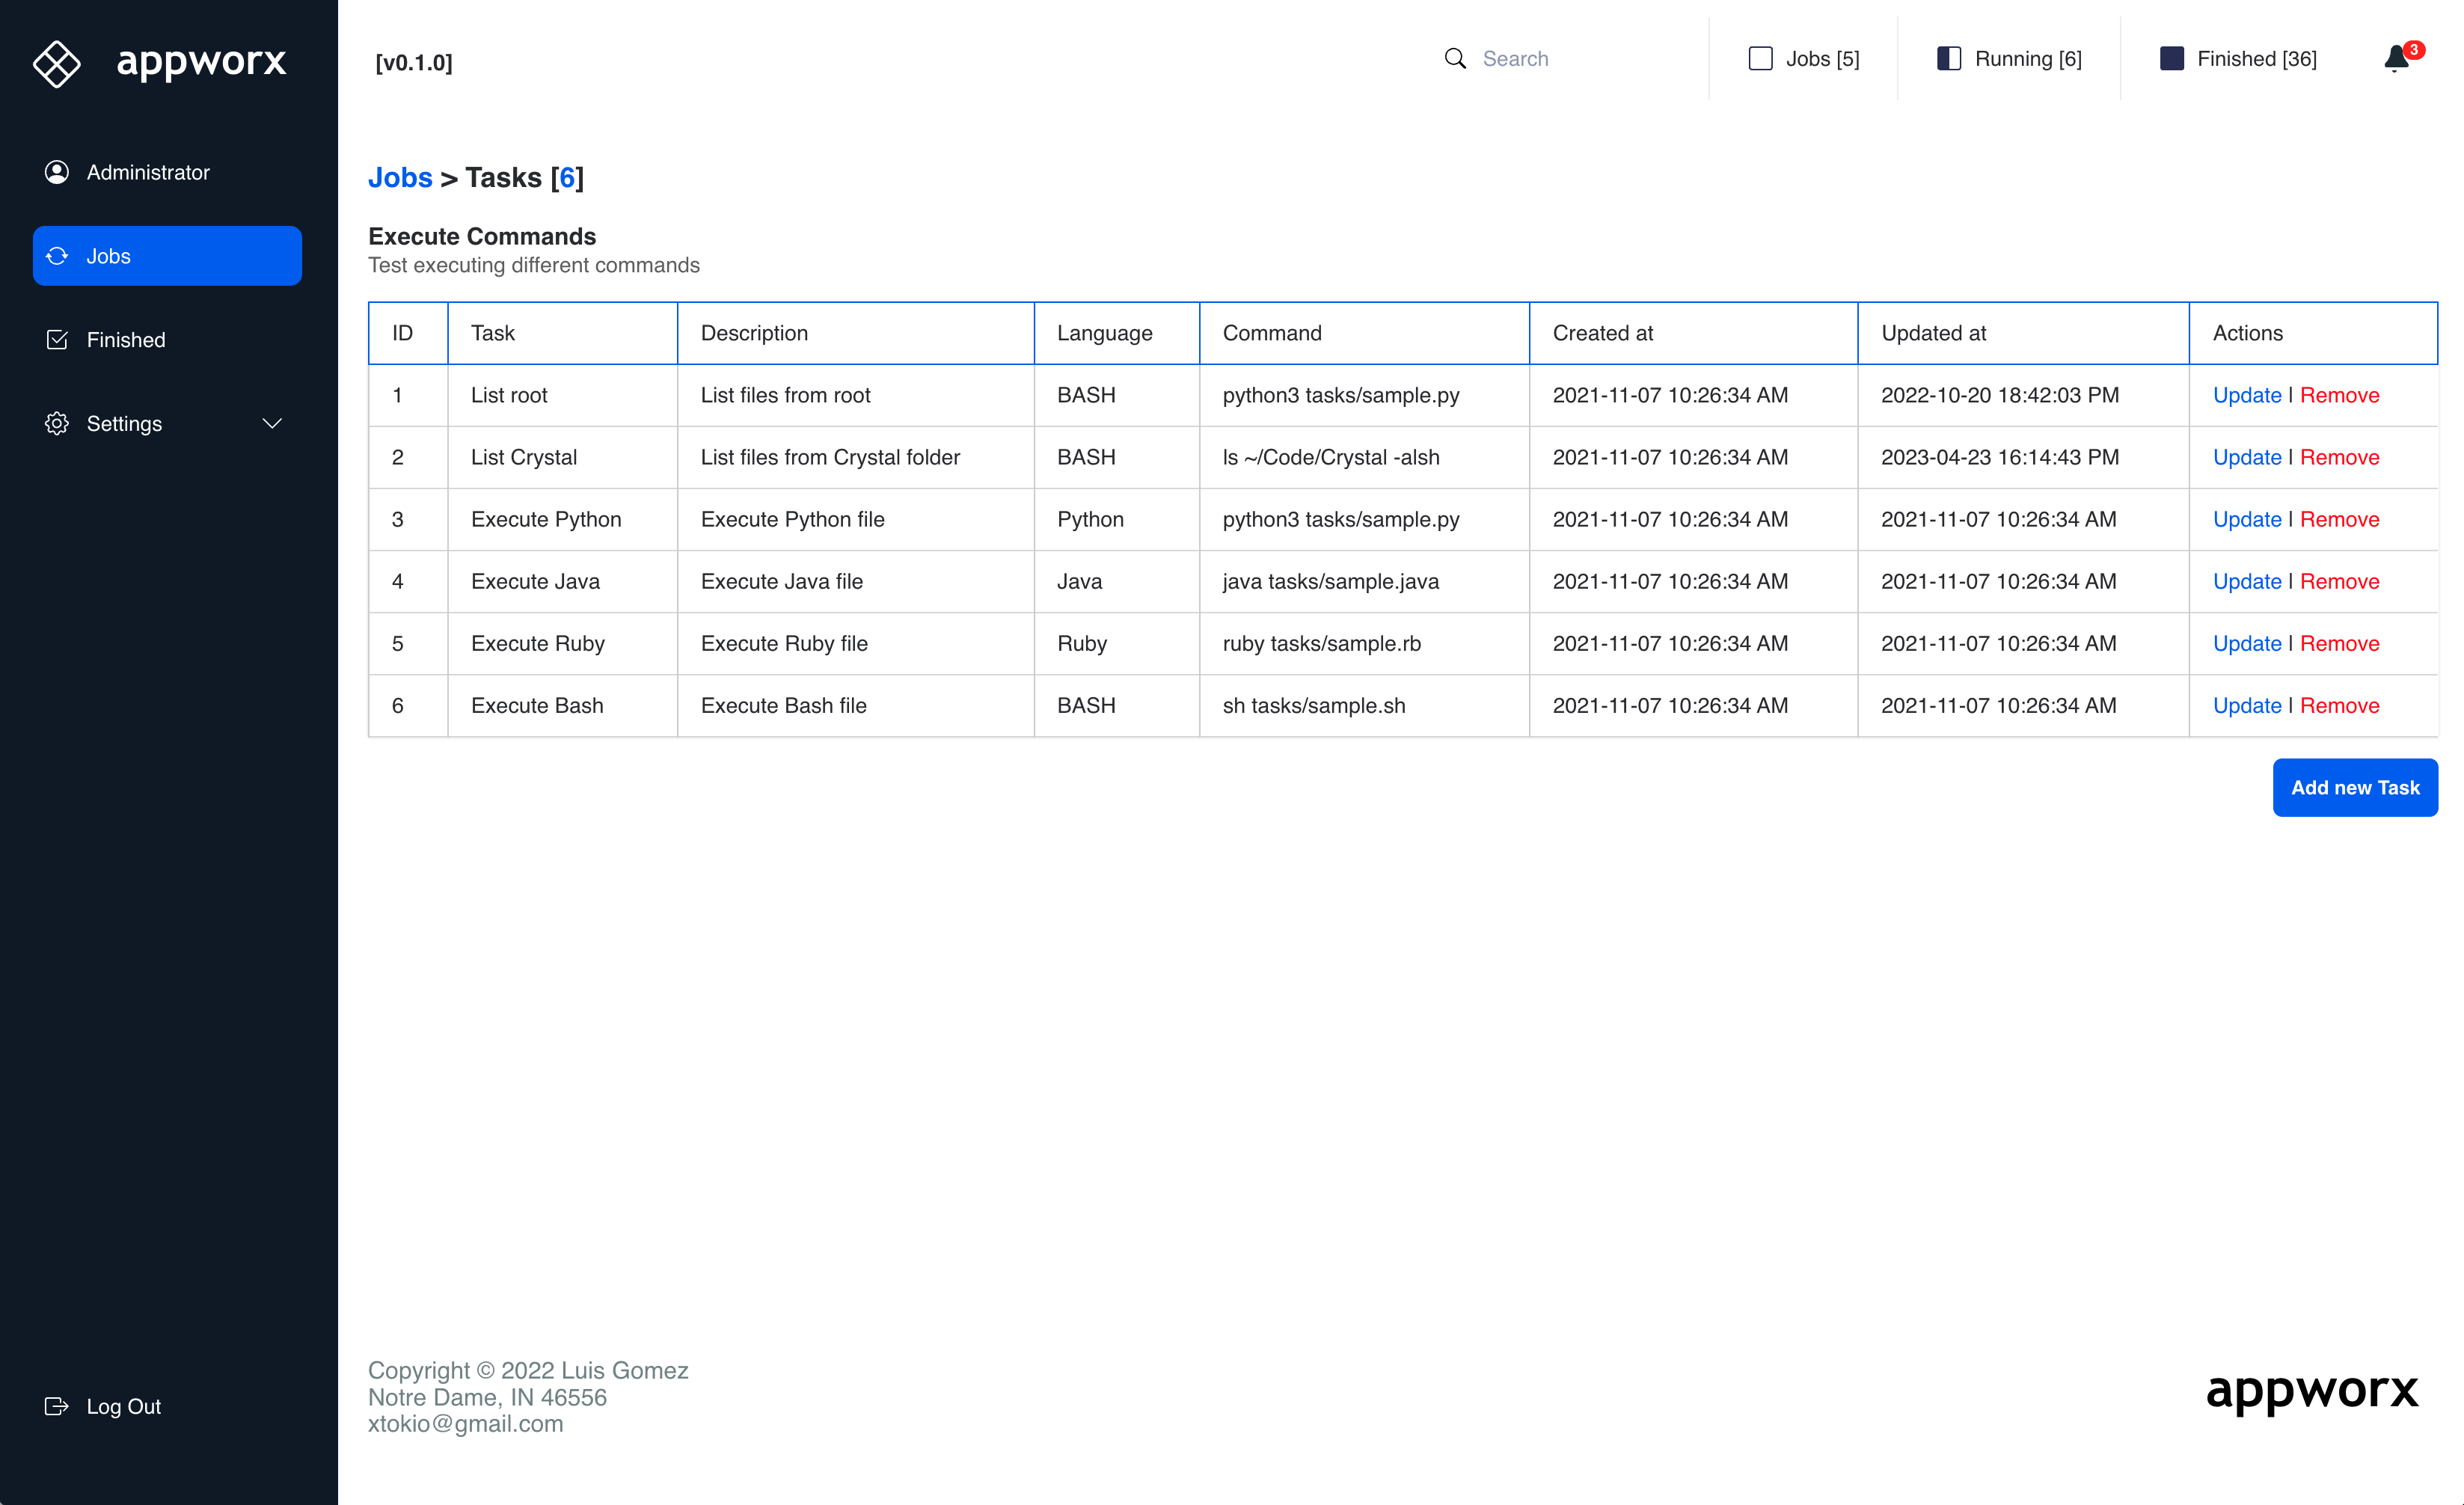 appworx
[v0.1.0]
Search
Jobs [5]
Running [6]
Finished [36]
3
Administrator
Jobs
Finished
Settings
Log Out
Jobs > Tasks [6]
Execute Commands
Test executing different commands
ID Task Description Language Command Created at Updated at Actions
1 List root List files from root BASH python3 tasks/sample.py 2021-11-07 10:26:34 AM 2022-10-20 18:42:03 PM Update | Remove
2 List Crystal List files from Crystal folder BASH ls ~/Code/Crystal -alsh 2021-11-07 10:26:34 AM 2023-04-23 16:14:43 PM Update | Remove
3 Execute Python Execute Python file Python python3 tasks/sample.py 2021-11-07 10:26:34 AM 2021-11-07 10:26:34 AM Update | Remove
4 Execute Java Execute Java file Java java tasks/sample.java 2021-11-07 10:26:34 AM 2021-11-07 10:26:34 AM Update | Remove
5 Execute Ruby Execute Ruby file Ruby ruby tasks/sample.rb 2021-11-07 10:26:34 AM 2021-11-07 10:26:34 AM Update | Remove
6 Execute Bash Execute Bash file BASH sh tasks/sample.sh 2021-11-07 10:26:34 AM 2021-11-07 10:26:34 AM Update | Remove
Add new Task
Copyright © 2022 Luis Gomez
Notre Dame, IN 46556
xtokio@gmail.com
appworx